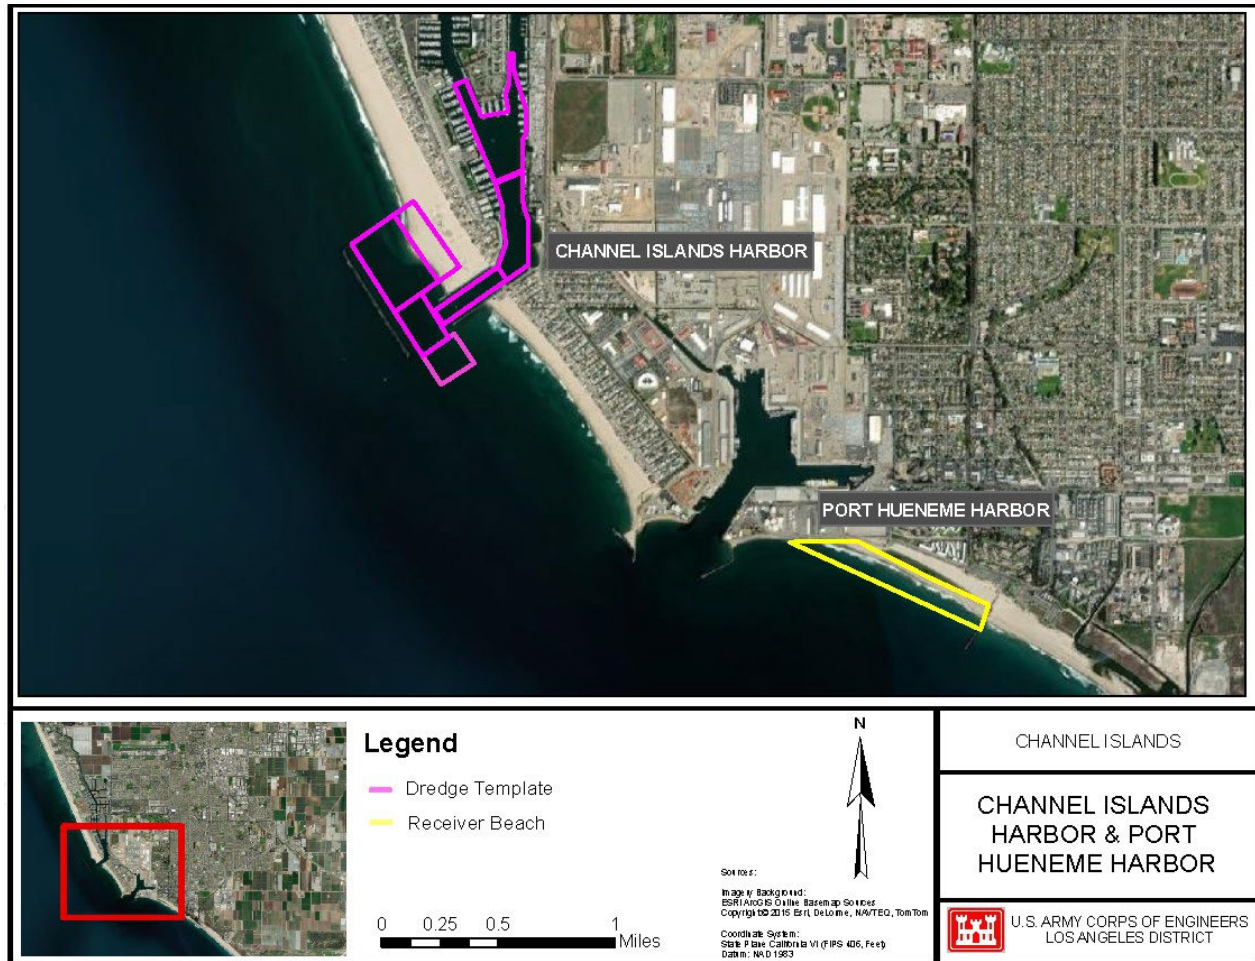 CHANNEL ISLANDS HARBOR
PORT HUENEME HARBOR
Legend
Dredge Template
Receiver Beach
0 0.25 0.5 1
Miles
N
Sources:
Imagery Background:
ESRI ArcGIS Online Basemap Sources
Copyright:© 2015 Esri, DeLorme, NAVTEQ, TomTom
Coordinate System:
State Plane California VI (FIPS 406, Feet)
Datum: NAD 1983
CHANNEL ISLANDS
CHANNEL ISLANDS
HARBOR & PORT
HUENEME HARBOR
U.S. ARMY CORPS OF ENGINEERS
LOS ANGELES DISTRICT